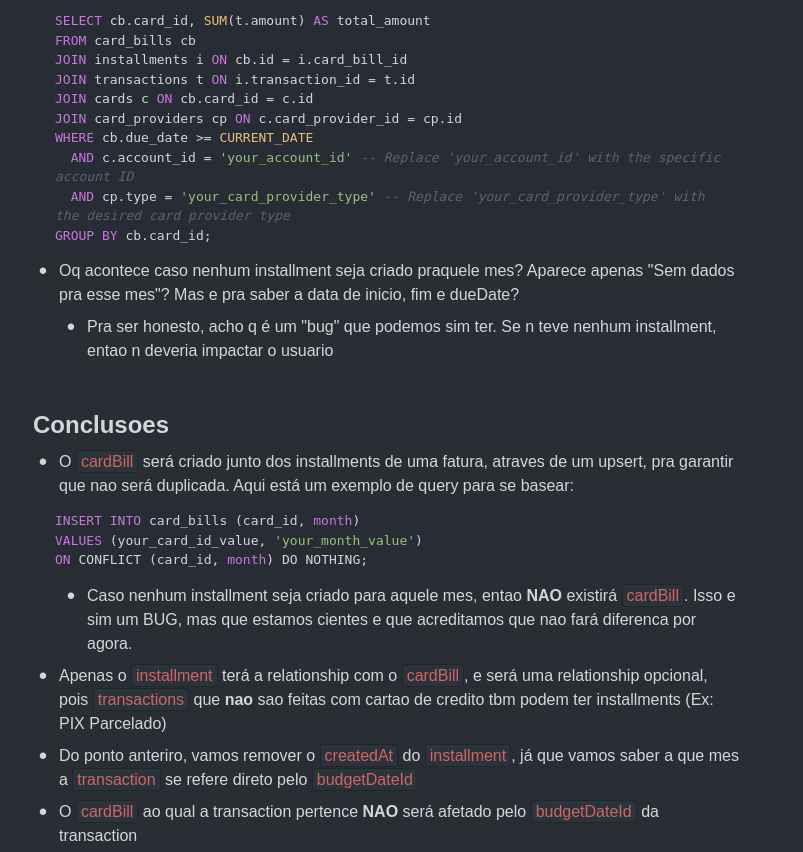 SELECT cb.card_id, SUM(t.amount) AS total_amount
FROM card_bills cb
JOIN installments i ON cb.id = i.card_bill_id
JOIN transactions t ON i.transaction_id = t.id
JOIN cards c ON cb.card_id = c.id
JOIN card_providers cp ON c.card_provider_id = cp.id
WHERE cb.due_date >= CURRENT_DATE
  AND c.account_id = 'your_account_id' -- Replace 'your_account_id' with the specific
account ID
  AND cp.type = 'your_card_provider_type' -- Replace 'your_card_provider_type' with
the desired card provider type
GROUP BY cb.card_id;
• Oq acontece caso nenhum installment seja criado praquele mes? Aparece apenas "Sem dados
pra esse mes"? Mas e pra saber a data de inicio, fim e dueDate?
• Pra ser honesto, acho q é um "bug" que podemos sim ter. Se n teve nenhum installment,
entao n deveria impactar o usuario
Conclusoes
• O cardBill será criado junto dos installments de uma fatura, atraves de um upsert, pra garantir
que nao será duplicada. Aqui está um exemplo de query para se basear:
INSERT INTO card_bills (card_id, month)
VALUES (your_card_id_value, 'your_month_value')
ON CONFLICT (card_id, month) DO NOTHING;
• Caso nenhum installment seja criado para aquele mes, entao NAO existirá cardBill. Isso e
sim um BUG, mas que estamos cientes e que acreditamos que nao fará diferenca por
agora.
• Apenas o installment terá a relationship com o cardBill, e será uma relationship opcional,
pois transactions que nao sao feitas com cartao de credito tbm podem ter installments (Ex:
PIX Parcelado)
• Do ponto anteriro, vamos remover o createdAt do installment, já que vamos saber a que mes
a transaction se refere direto pelo budgetDateId
• O cardBill ao qual a transaction pertence NAO será afetado pelo budgetDateId da
transaction